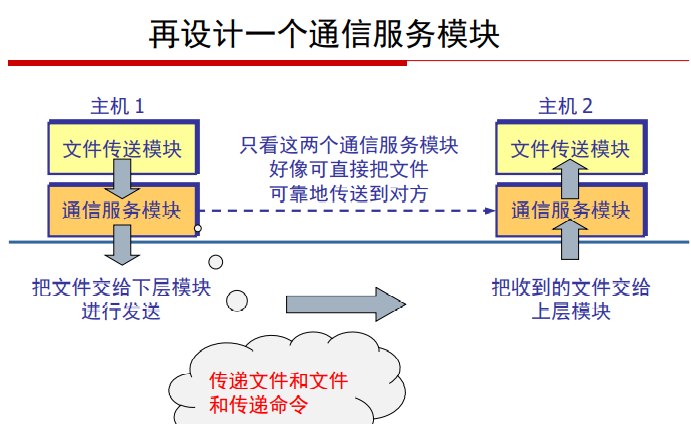 再设计一个通信服务模块
主机 1
主机 2
文件传送模块
只看这两个通信服务模块
好像可直接把文件
可靠地传送到对方
文件传送模块
通信服务模块
通信服务模块
把文件交给下层模块
进行发送
把收到的文件交给
上层模块
传递文件和文件
和传递命令